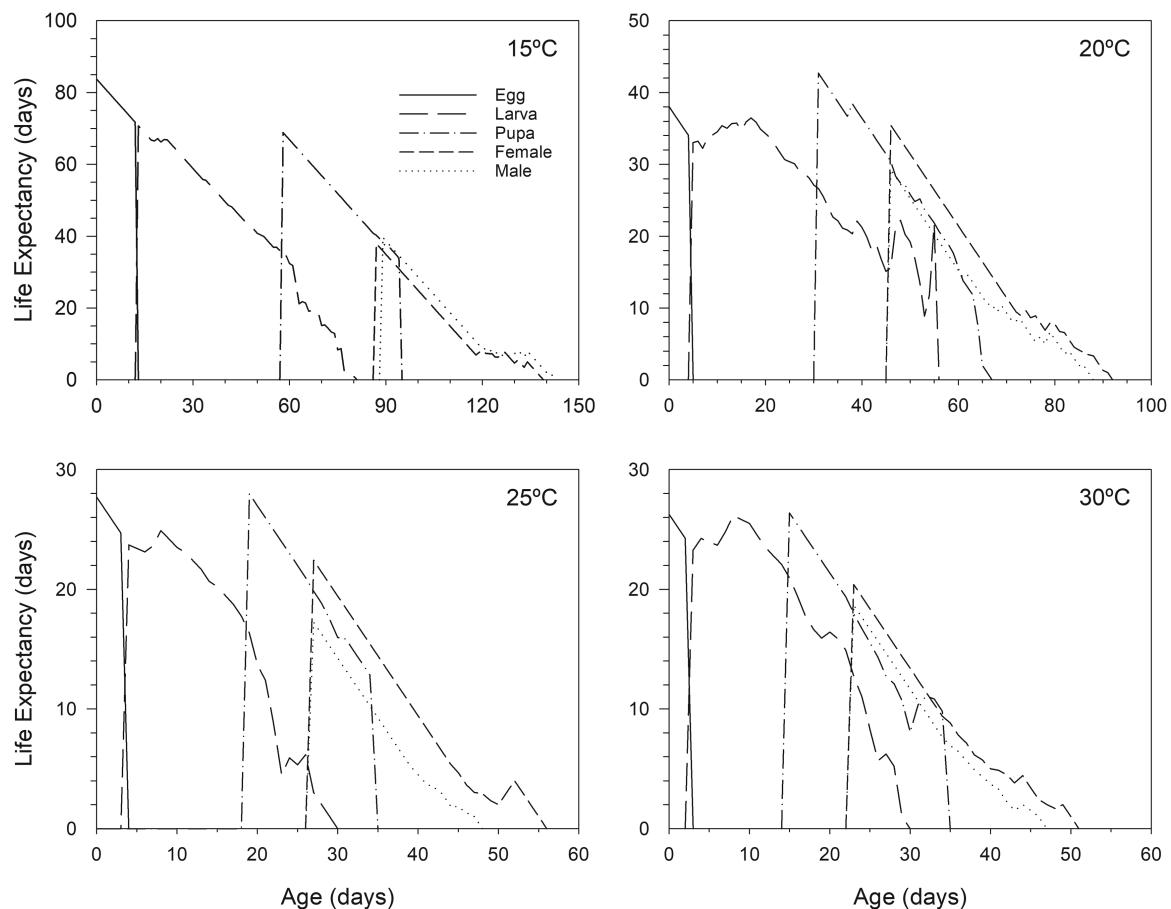 Life Expectancy (days)
100
80
60
40
20
0
15ºC
Egg
Larva
Pupa
Female
Male
0 30 60 90 120 150
50
40
30
20
10
0
20ºC
0 20 40 60 80 100
Life Expectancy (days)
30
20
10
0
25ºC
0 10 20 30 40 50 60
Age (days)
30
20
10
0
30ºC
0 10 20 30 40 50 60
Age (days)